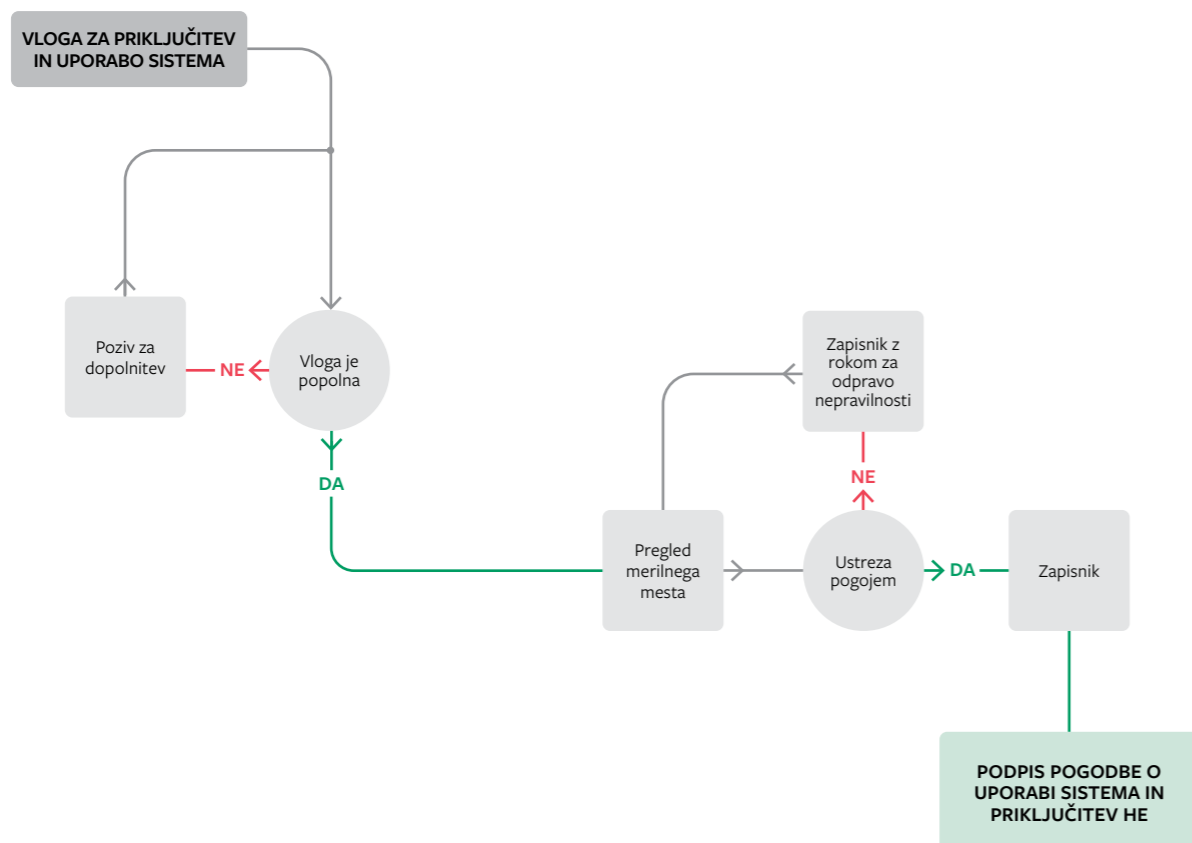 VLOGA ZA PRIKLJUČITEV
IN UPORABO SISTEMA
Poziv za
dopolnitev
NE
Vloga je
popolna
DA
Zapisnik z
rokom za
odpravo
nepravilnosti
NE
Pregled
merilnega
mesta
Ustreza
pogojem
DA
Zapisnik
PODPIS POGODBE O
UPORABI SISTEMA IN
PRIKLJUČITEV HE